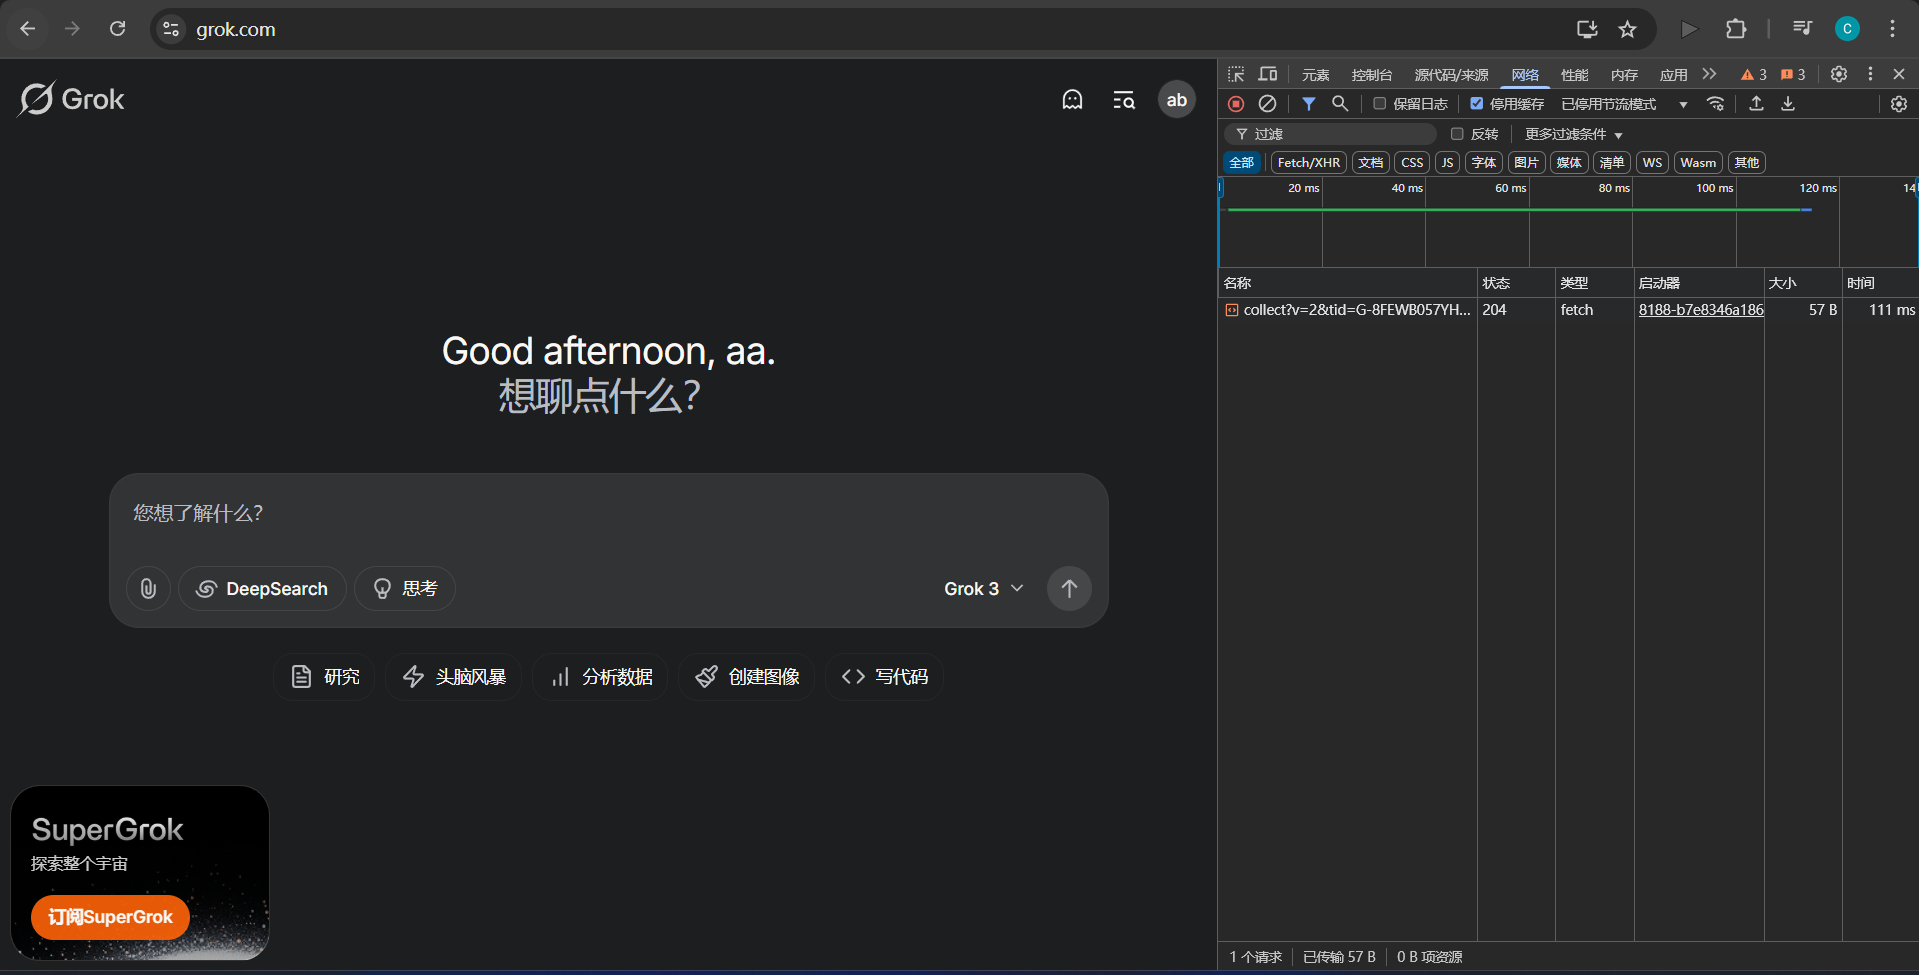 grok.com
C
Grok
ab
Good afternoon, aa.
想聊点什么？
您想了解什么？
DeepSearch
思考
Grok 3
研究
头脑风暴
分析数据
创建图像
写代码
SuperGrok
探索整个宇宙
订阅SuperGrok
元素 控制台 源代码/来源 网络 性能 内存 应用 3 3
保留日志 停用缓存 已停用节流模式
过滤 反转 更多过滤条件
全部 Fetch/XHR 文档 CSS JS 字体 图片 媒体 清单 WS Wasm 其他
20 ms 40 ms 60 ms 80 ms 100 ms 120 ms 14
名称 状态 类型 启动器 大小 时间
collect?v=2&tid=G-8FEWB057YH... 204 fetch 8188-b7e8346a186 57 B 111 ms
1 个请求 已传输 57 B 0 B 项资源